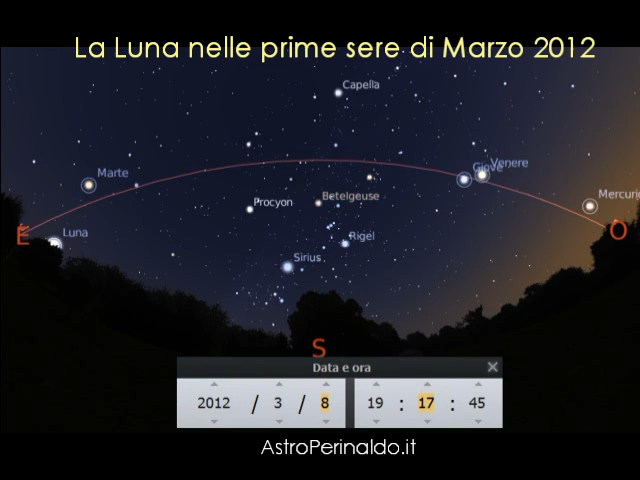 La Luna nelle prime sere di Marzo 2012
Capella
Marte
Giove
Venere
Procyon
Betelgeuse
Mercurio
E
Luna
Rigel
O
Sirius
S
Data e ora
2012 / 3 / 8 19 : 17 : 45
AstroPerinaldo.it